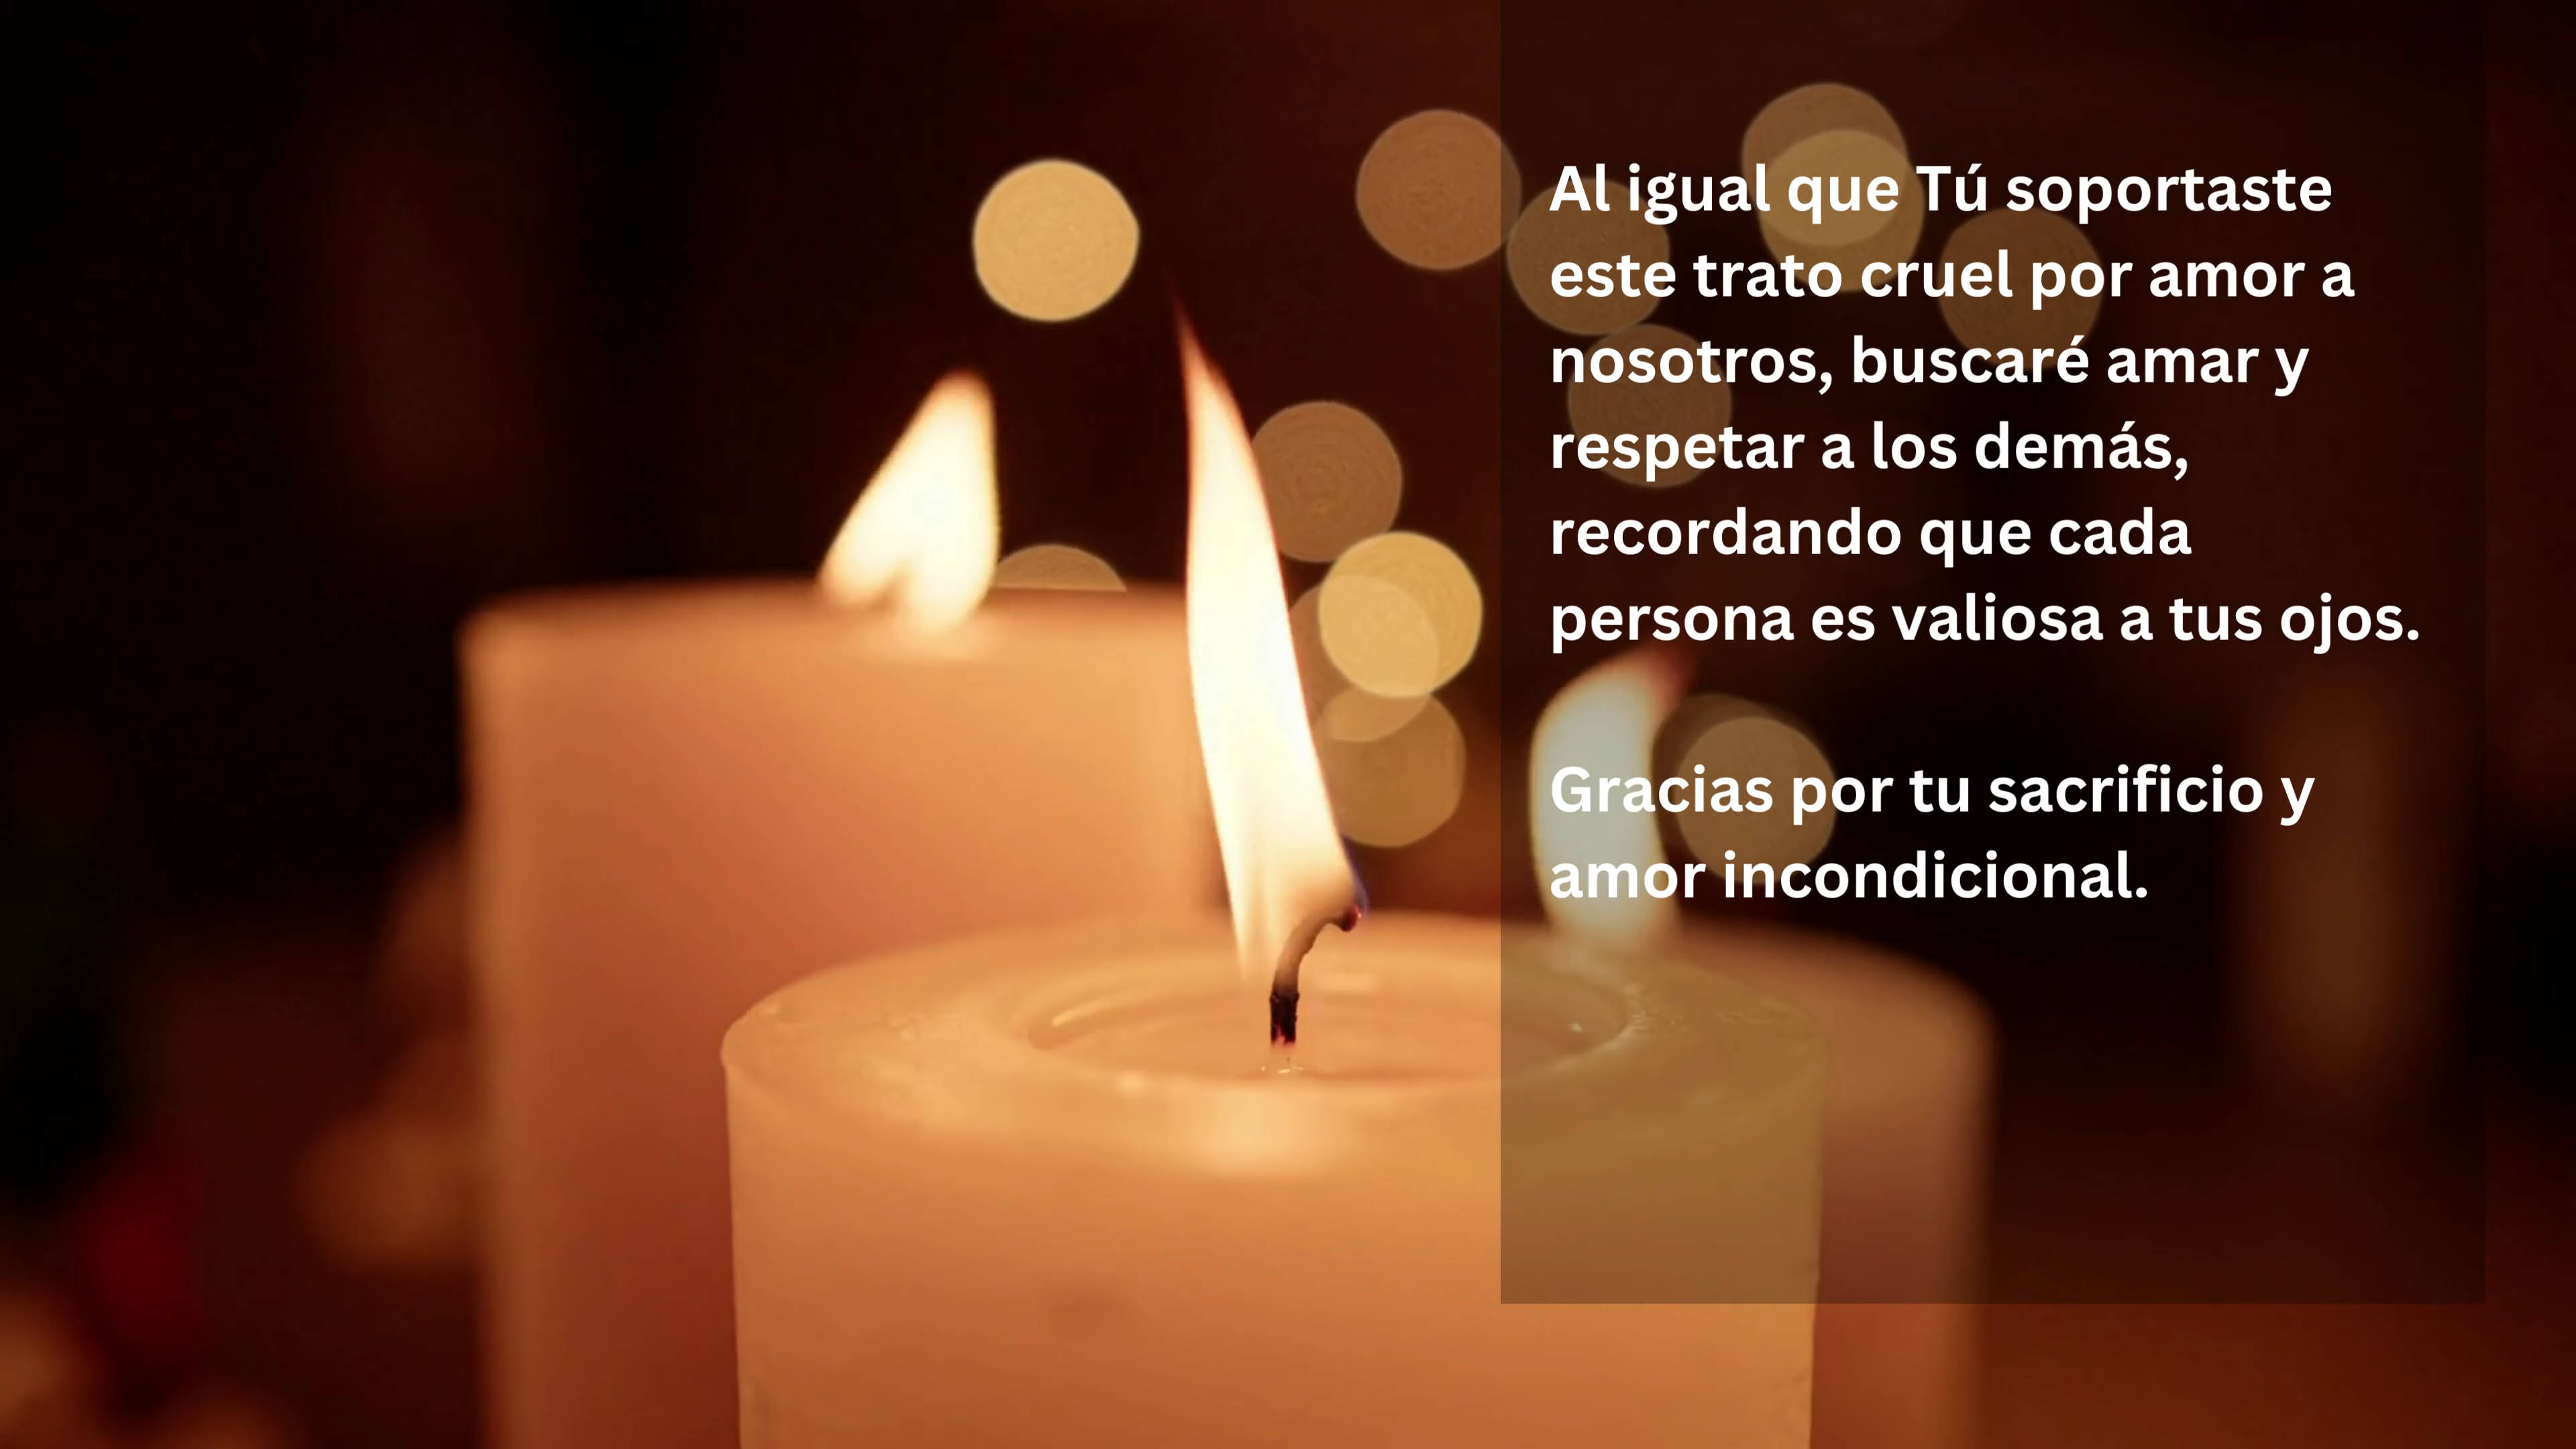 Al igual que Tú soportaste
este trato cruel por amor a
nosotros, buscaré amar y
respetar a los demás,
recordando que cada
persona es valiosa a tus ojos.
Gracias por tu sacrificio y
amor incondicional.